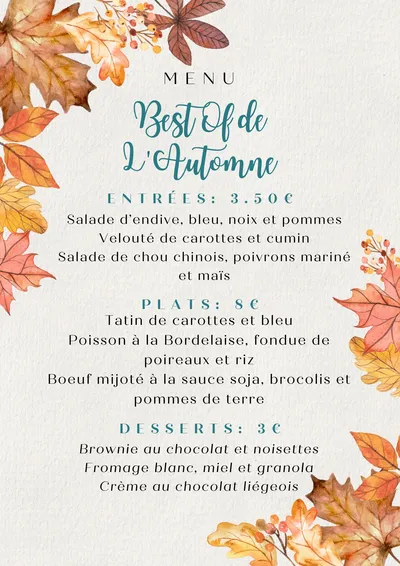 MENU
Best Of de
L'Automne
ENTRÉES: 3.50€
Salade d'endive, bleu, noix et pommes
Velouté de carottes et cumin
Salade de chou chinois, poivrons mariné
et maïs
PLATS: 8€
Tatin de carottes et bleu
Poisson à la Bordelaise, fondue de
poireaux et riz
Boeuf mijoté à la sauce soja, brocolis et
pommes de terre
DESSERTS: 3€
Brownie au chocolat et noisettes
Fromage blanc, miel et granola
Crème au chocolat liégeois